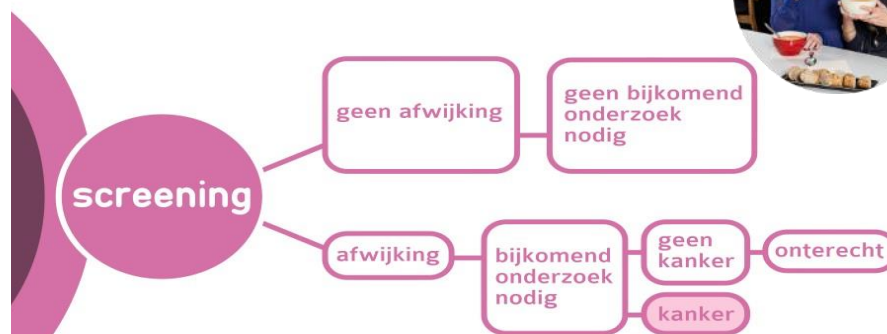 screening
geen afwijking
geen bijkomend
onderzoek
nodig
afwijking
bijkomend
onderzoek
nodig
geen
kanker
onterecht
kanker